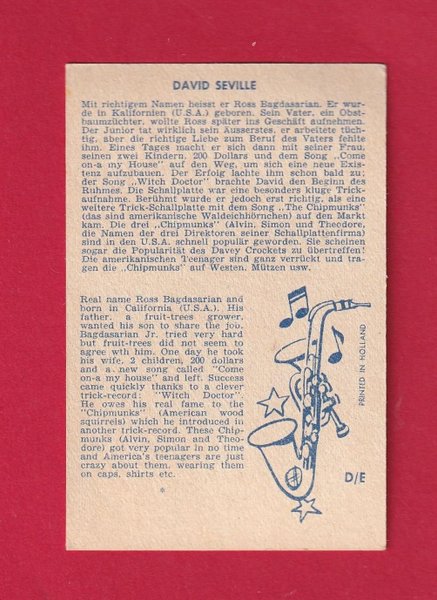 DAVID SEVILLE
Mit richtigem Namen heisst er Ross Bagdasarian. Er wur-
de in Kalifornien (U.S.A.) geboren. Sein Vater, ein Obst-
baumzüchter, wollte Ross später ins Geschäft aufnehmen.
Der Junior tat wirklich sein Äusserstes, er arbeitete tüch-
tig, aber die richtige Liebe zum Beruf des Vaters fehlte
ihm. Eines Tages macht er sich dann mit seiner Frau,
seinen zwei Kindern, 200 Dollars und dem Song „Come
on-a my House" auf den Weg, um sich eine neue Exis-
tenz aufzubauen. Der Erfolg lachte ihm schon bald zu;
der Song „Witch Doctor" brachte David den Beginn des
Ruhmes. Die Schallplatte war eine besonders kluge Trick-
aufnahme. Berühmt wurde er jedoch erst richtig, als eine
weitere Trick-Schallplatte mit dem Song „The Chipmunks"
(das sind amerikanische Waldeichhörnchen) auf den Markt
kam. Die drei „Chipmunks" (Alvin, Simon und Theodore,
die Namen der drei Direktoren seiner Schallplattenfirma)
sind in den U.S.A. schnell populär geworden. Sie scheinen
sogar die Popularität des Davey Crockets zu übertreffen!
Die amerikanischen Teenager sind ganz verrückt und tra-
gen die „Chipmunks" auf Westen, Mützen usw.
Real name Ross Bagdasarian and
born in California (U.S.A.). His
father, a fruit-trees grower,
wanted his son to share the job.
Bagdasarian Jr. tried very hard
but fruit-trees did not seem to
agree wth him. One day he took
his wife, 2 children, 200 dollars
and a new song called "Come
on-a my house" and left. Success
came quickly thanks to a clever
trick-record: "Witch Doctor".
He owes his real fame to the
"Chipmunks" (American wood
squirrels) which he introduced in
another trick-record. These Chip-
munks (Alvin, Simon and Theo-
dore) got very popular in no time
and America's teenagers are just
crazy about them, wearing them
on caps, shirts etc.
*
PRINTED IN HOLLAND
D/E